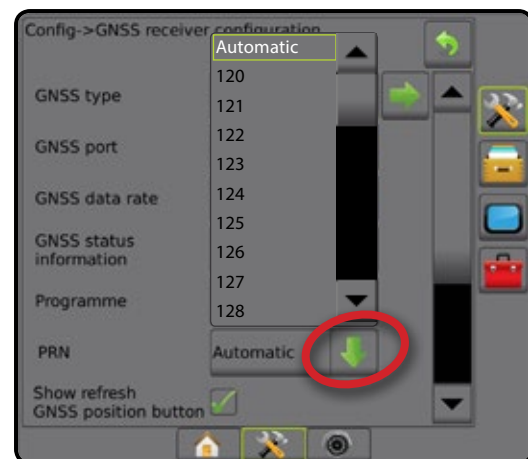 Config->GNSS receiver configuration
Automatic
120
121
122
123
124
125
126
127
128
GNSS type
GNSS port
GNSS data rate
GNSS status
information
Programme
PRN
Automatic
Show refresh
GNSS position button